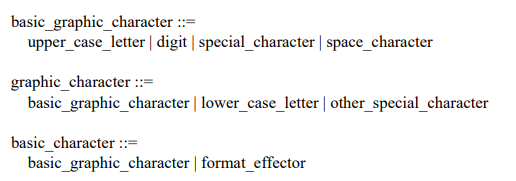 basic_graphic_character ::=
upper_case_letter | digit | special_character | space_character
graphic_character ::=
basic_graphic_character | lower_case_letter | other_special_character
basic_character ::=
basic_graphic_character | format_effector